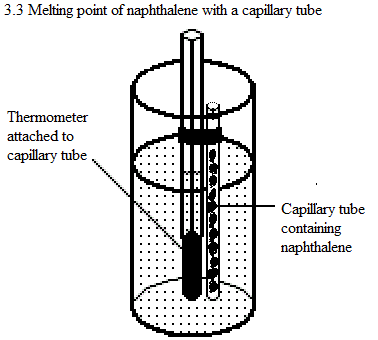 3.3 Melting point of naphthalene with a capillary tube
Thermometer
attached to
capillary tube
Capillary tube
containing
naphthalene